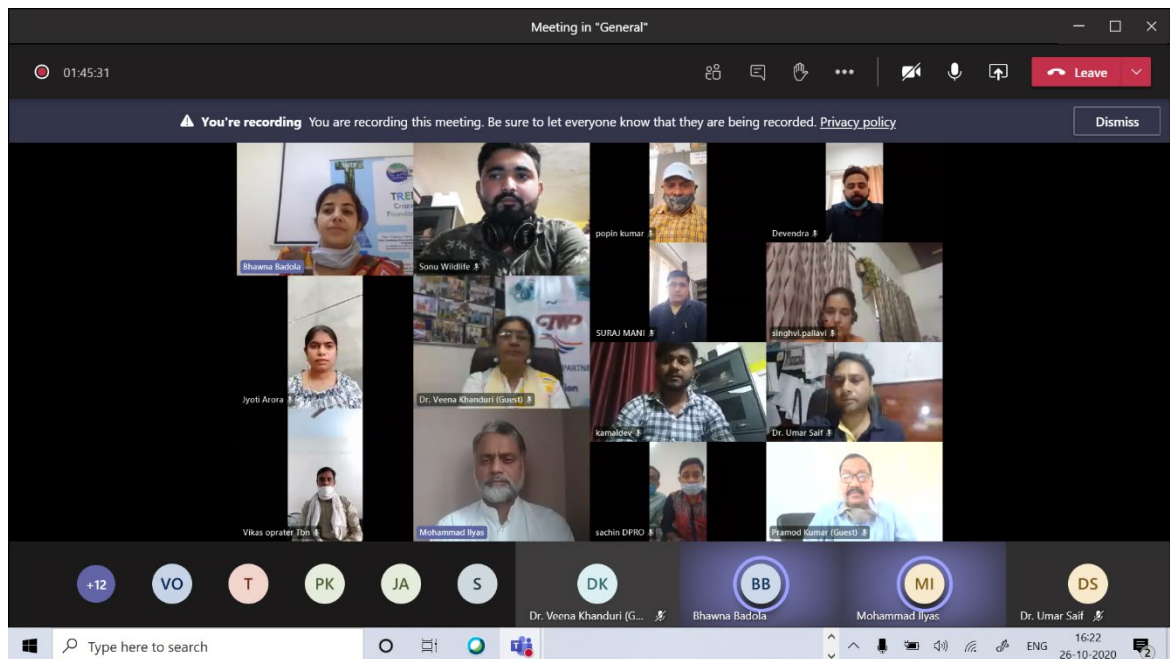 Meeting in "General"
01:45:31
Leave
You're recording You are recording this meeting. Be sure to let everyone know that they are being recorded. Privacy policy
Dismiss
TREE
Craze
Foundation
Bhawna Badola
Sonu Wildlife
popin kumar
Devendra
SURAJ MANI
singhvi.pallavi
Jyoti Arora
Dr. Veena Khanduri (Guest)
kamaldev
Dr. Umar Saif
Vikas oprater Tbn
Mohammad Ilyas
sachin DPRO
Pramod Kumar (Guest)
+12
VO
T
PK
JA
S
DK
BB
MI
DS
Dr. Veena Khanduri (G...
Bhawna Badola
Mohammad Ilyas
Dr. Umar Saif
Type here to search
ENG
16:22
26-10-2020
2